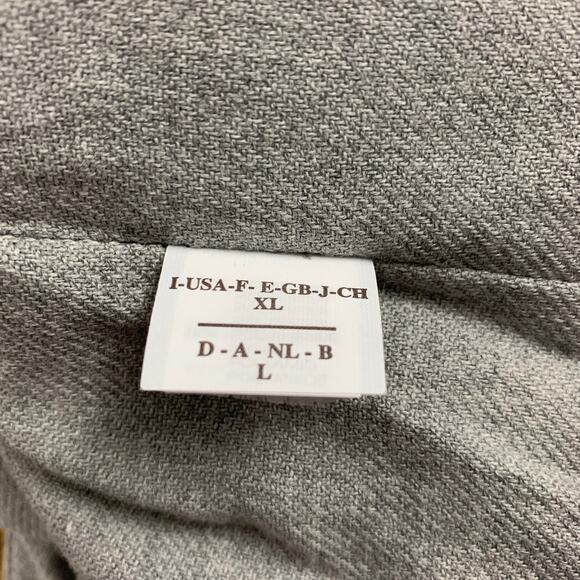 I-USA-F- E-GB-J-CH
XL
D - A - NL - B
L